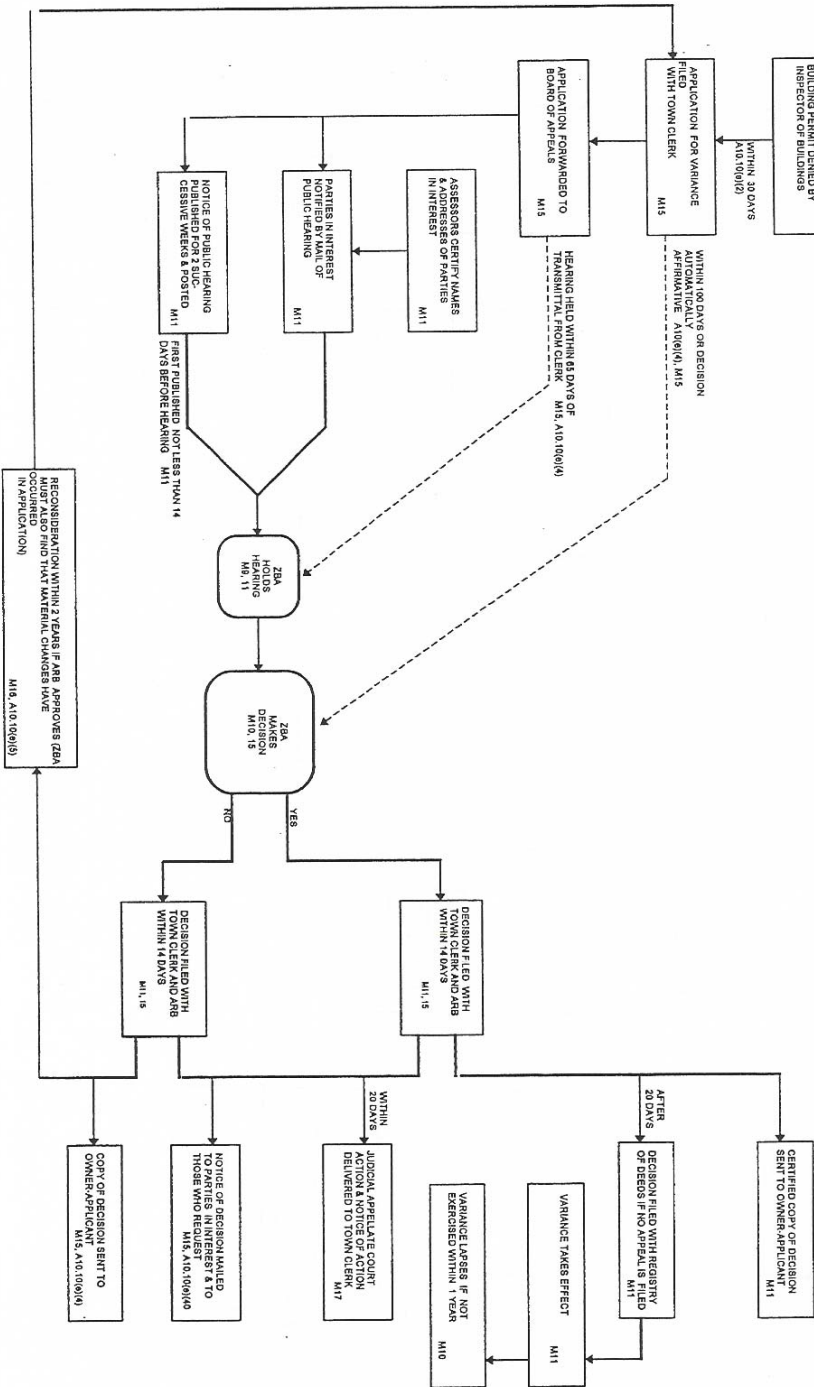 BUILDING PERMIT DENIED BY
INSPECTOR OF BUILDINGS
WITHIN 30 DAYS
A10.10(e)(2)
APPLICATION FOR VARIANCE
FILED
WITH TOWN CLERK
M15
WITHIN 100 DAYS OR DECISION
AUTOMATICALLY
AFFIRMATIVE A10(e)(4), M15
APPLICATION FORWARDED TO
BOARD OF APPEALS
M15
HEARING HELD WITHIN 65 DAYS OF
TRANSMITTAL FROM CLERK
M15, A10.10(e)(4)
ASSESSORS CERTIFY NAMES
& ADDRESSES OF PARTIES
IN INTEREST
M11
PARTIES IN INTEREST
NOTIFIED BY MAIL OF
PUBLIC HEARING
M11
NOTICE OF PUBLIC HEARING
PUBLISHED FOR 2 SUC-
CESSIVE WEEKS & POSTED
M11
FIRST PUBLISHED NOT LESS THAN 14
DAYS BEFORE HEARING M11
ZBA
HOLDS
HEARING
M9, 11
ZBA
MAKES
DECISION
M10, 15
YES
NO
DECISION FILED WITH
TOWN CLERK AND ARB
WITHIN 14 DAYS
M11, 15
DECISION FILED WITH
TOWN CLERK AND ARB
WITHIN 14 DAYS
M11, 15
CERTIFIED COPY OF DECISION
SENT TO OWNER-APPLICANT
M11
AFTER
20 DAYS
DECISION FILED WITH REGISTRY
OF DEEDS IF NO APPEAL IS FILED
M11
VARIANCE TAKES EFFECT
M11
VARIANCE LAPSES IF NOT
EXERCISED WITHIN 1 YEAR
M10
WITHIN
20 DAYS
JUDICIAL APPELLATE COURT
ACTION & NOTICE OF ACTION
DELIVERED TO TOWN CLERK
M17
NOTICE OF DECISION MAILED
TO PARTIES IN INTEREST & TO
THOSE WHO REQUEST
M15, A10.10(e)(40
COPY OF DECISION SENT TO
OWNER-APPLICANT
M15, A10.10(e)(4)
RECONSIDERATION WITHIN 2 YEARS IF ARB APPROVES (ZBA
MUST ALSO FIND THAT MATERIAL CHANGES HAVE
OCCURRED
IN APPLICATION)
M16, A10.10(e)(5)